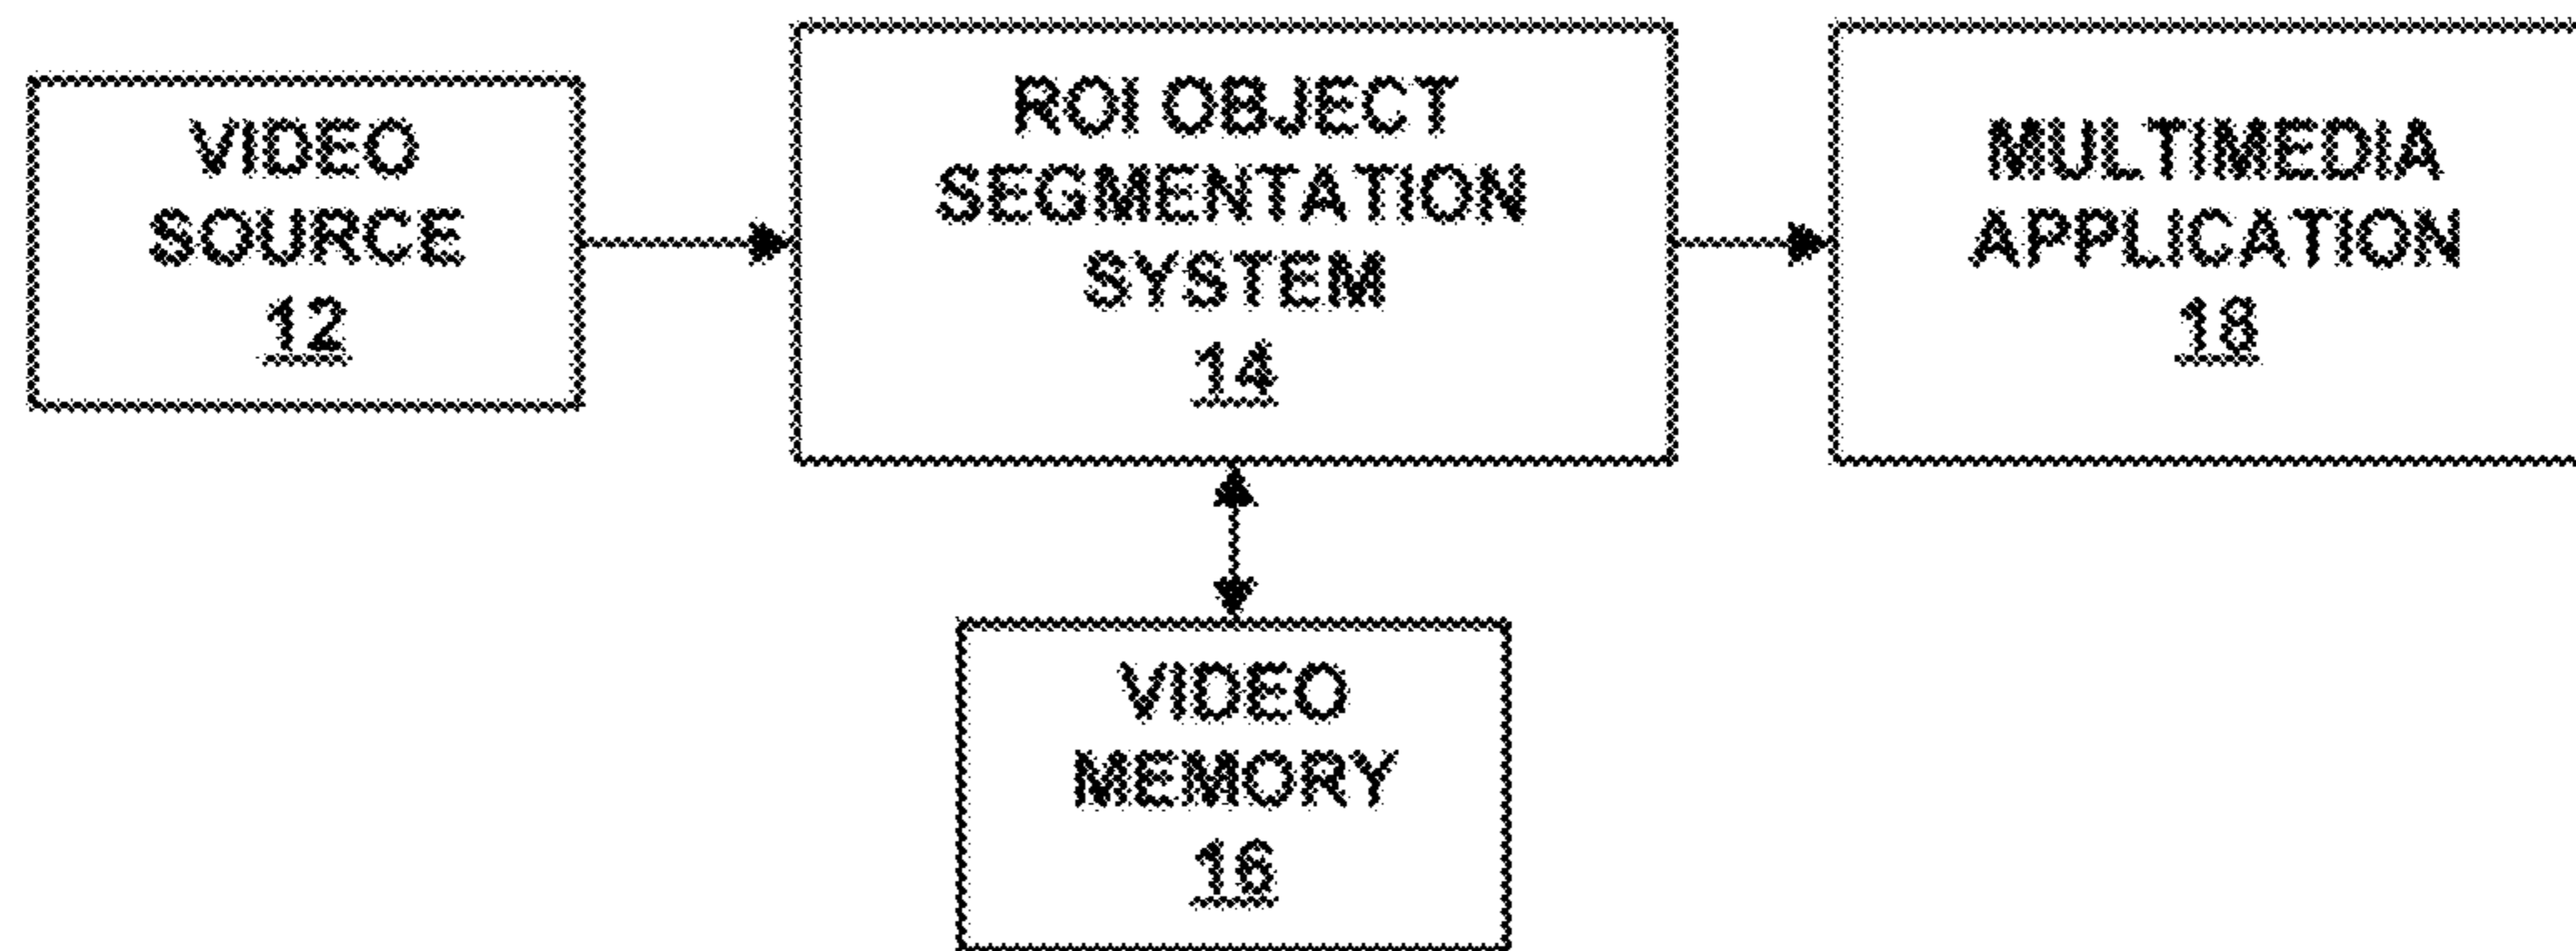 VIDEO
SOURCE
12
ROI OBJECT
SEGMENTATION
SYSTEM
14
MULTIMEDIA
APPLICATION
18
VIDEO
MEMORY
16